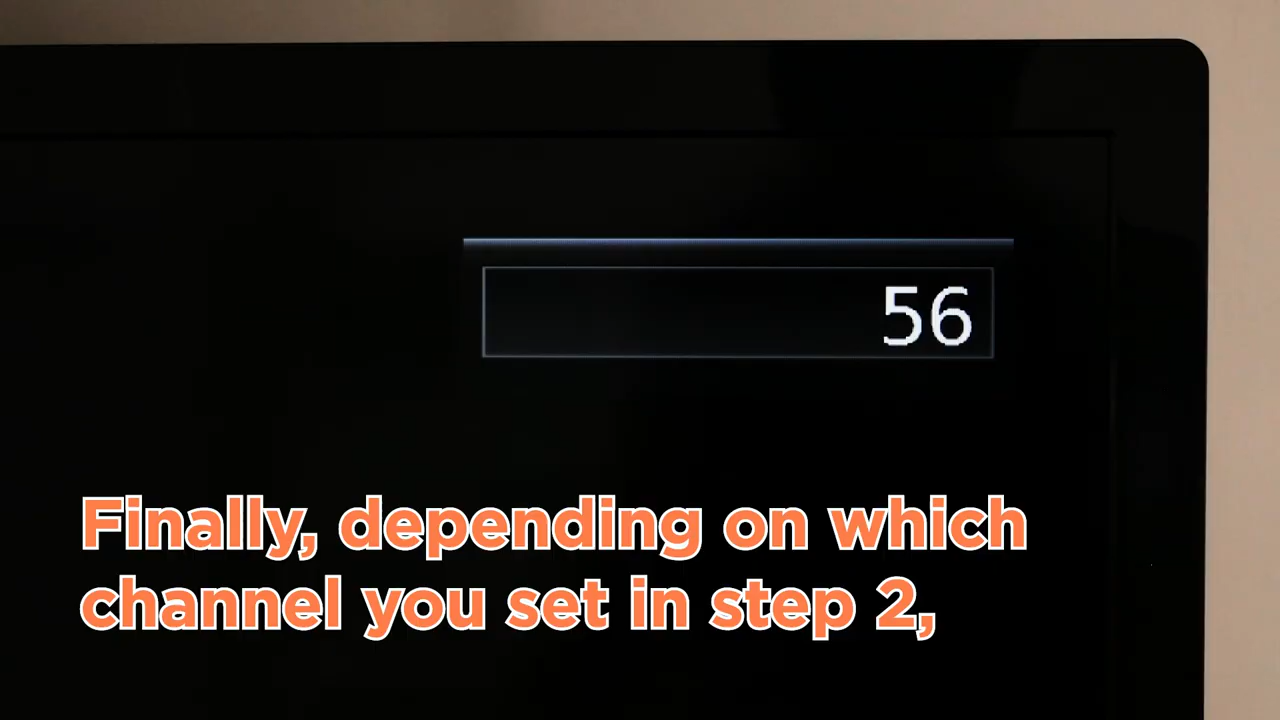 56
Finally, depending on which
channel you set in step 2,